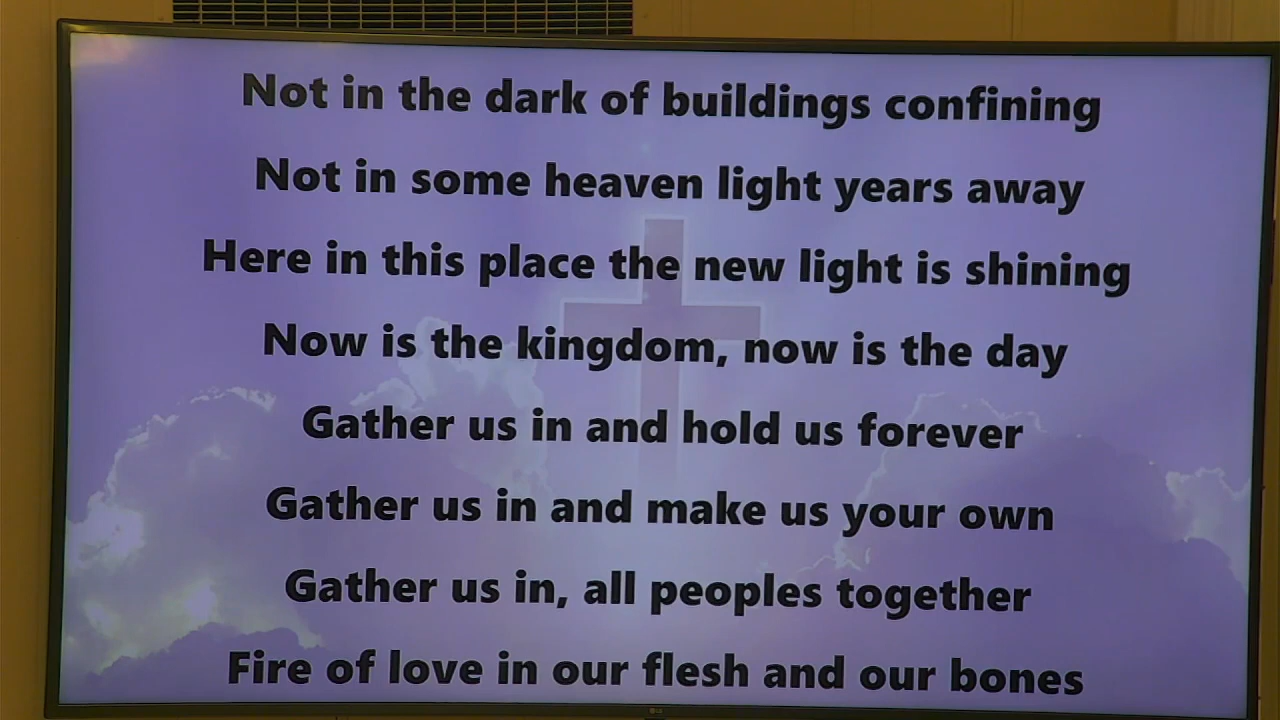 Not in the dark of buildings confining
Not in some heaven light years away
Here in this place the new light is shining
Now is the kingdom, now is the day
Gather us in and hold us forever
Gather us in and make us your own
Gather us in, all peoples together
Fire of love in our flesh and our bones
LG